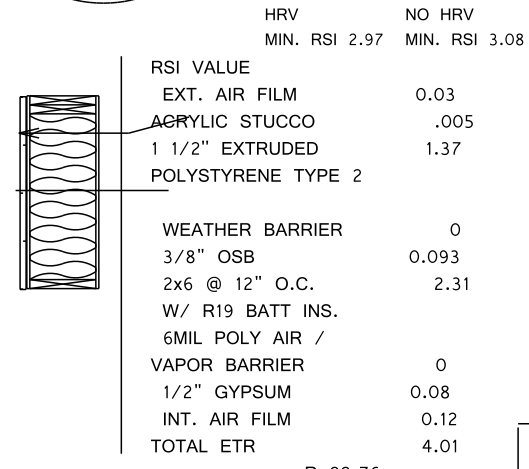 HRV NO HRV
MIN. RSI 2.97 MIN. RSI 3.08
RSI VALUE
EXT. AIR FILM 0.03
ACRYLIC STUCCO .005
1 1/2" EXTRUDED 1.37
POLYSTYRENE TYPE 2
WEATHER BARRIER 0
3/8" OSB 0.093
2x6 @ 12" O.C. 2.31
W/ R19 BATT INS.
6MIL POLY AIR /
VAPOR BARRIER 0
1/2" GYPSUM 0.08
INT. AIR FILM 0.12
TOTAL ETR 4.01